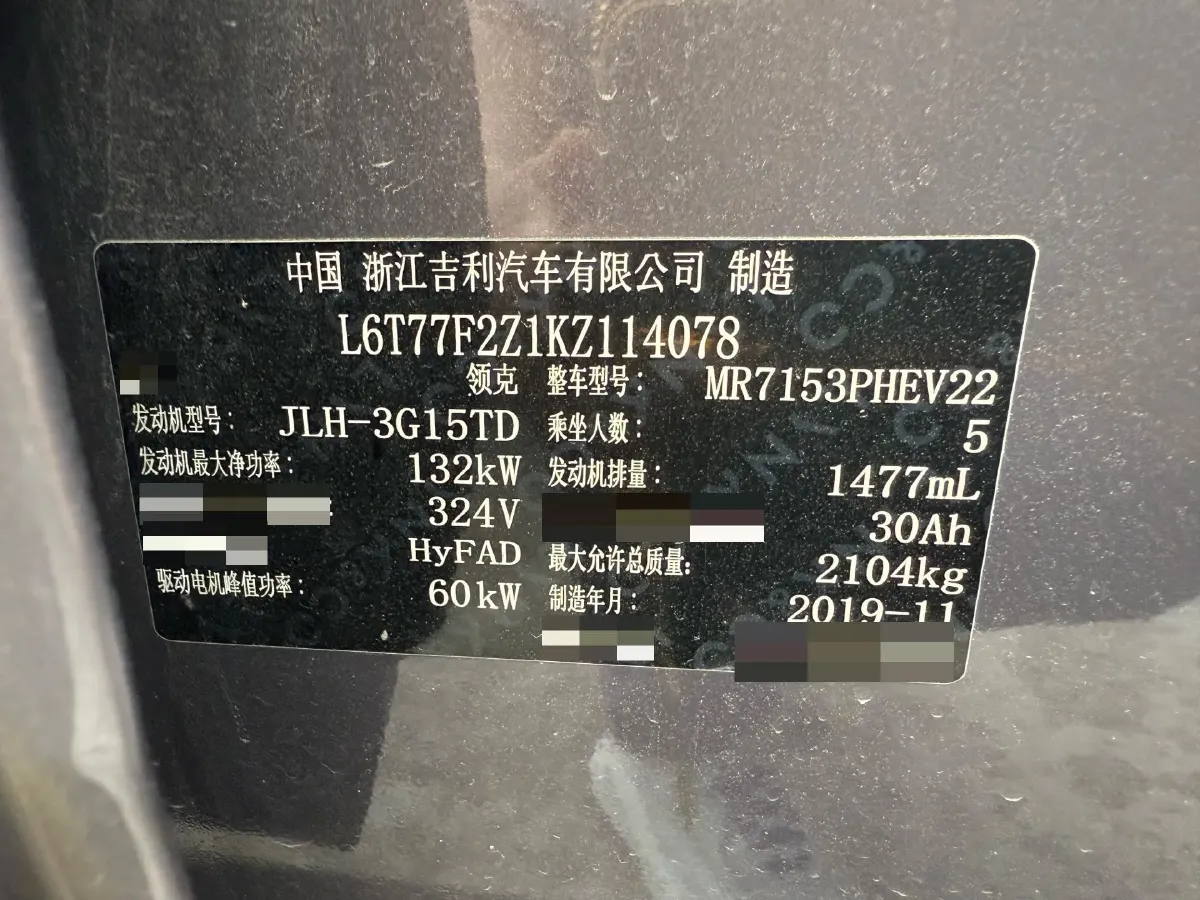 中国 浙江吉利汽车有限公司 制造
L6T77F2Z1KZ114078
领克 整车型号： MR7153PHEV22
发动机型号： JLH-3G15TD 乘坐人数： 5
发动机最大净功率： 132kW 发动机排量： 1477mL
324V 30Ah
HyFAD 最大允许总质量： 2104kg
驱动电机峰值功率： 60kW 制造年月： 2019-11